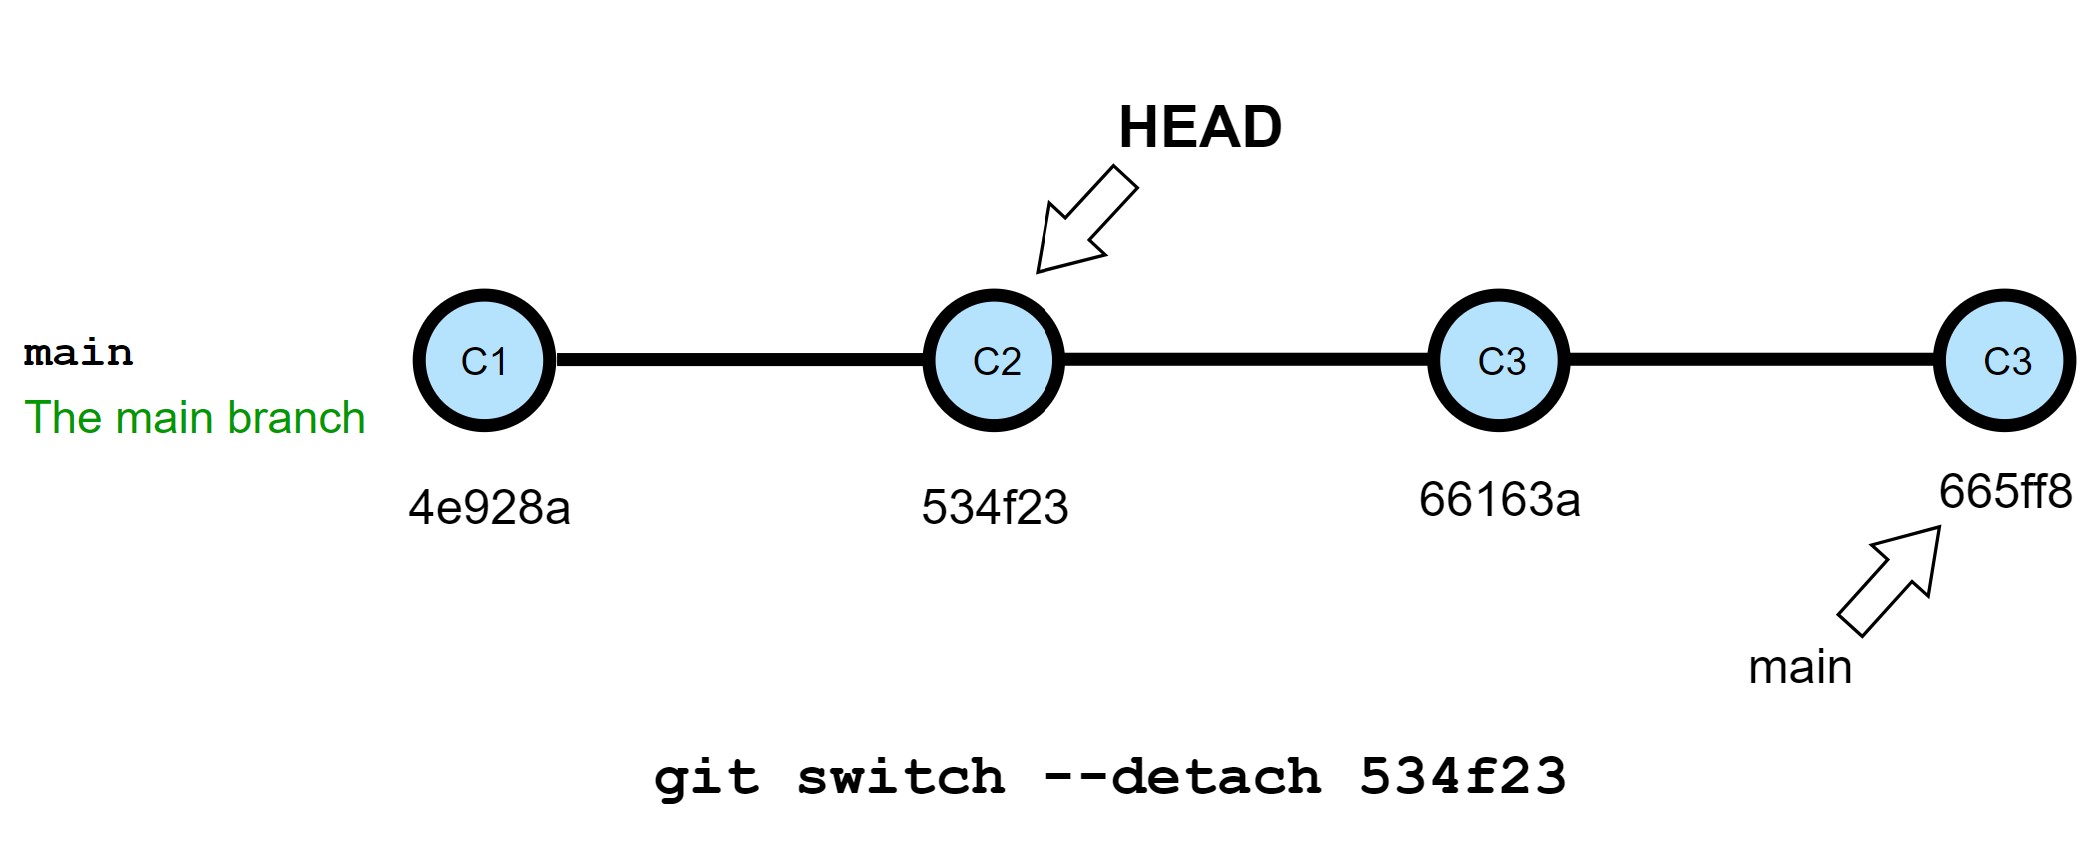 HEAD
main
The main branch
C1
C2
C3
C3
4e928a
534f23
66163a
665ff8
main
git switch --detach 534f23